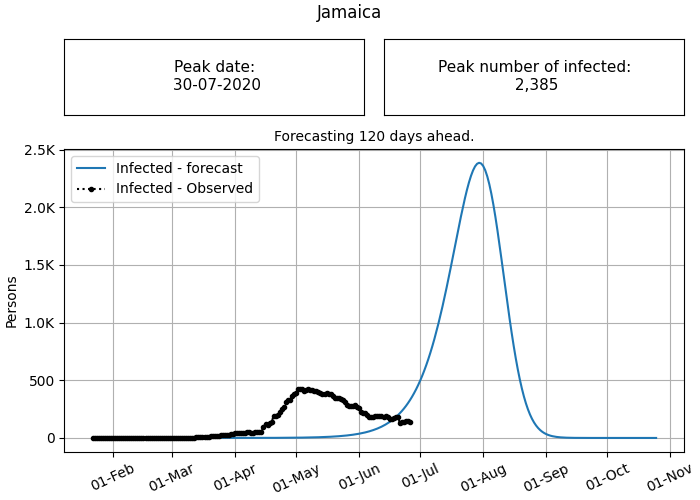 Jamaica
Peak date:
30-07-2020
Peak number of infected:
2,385
Forecasting 120 days ahead.
Infected - forecast
Infected - Observed
2.5K
2.0K
1.5K
1.0K
500
0
Persons
01-Feb
01-Mar
01-Apr
01-May
01-Jun
01-Jul
01-Aug
01-Sep
01-Oct
01-Nov